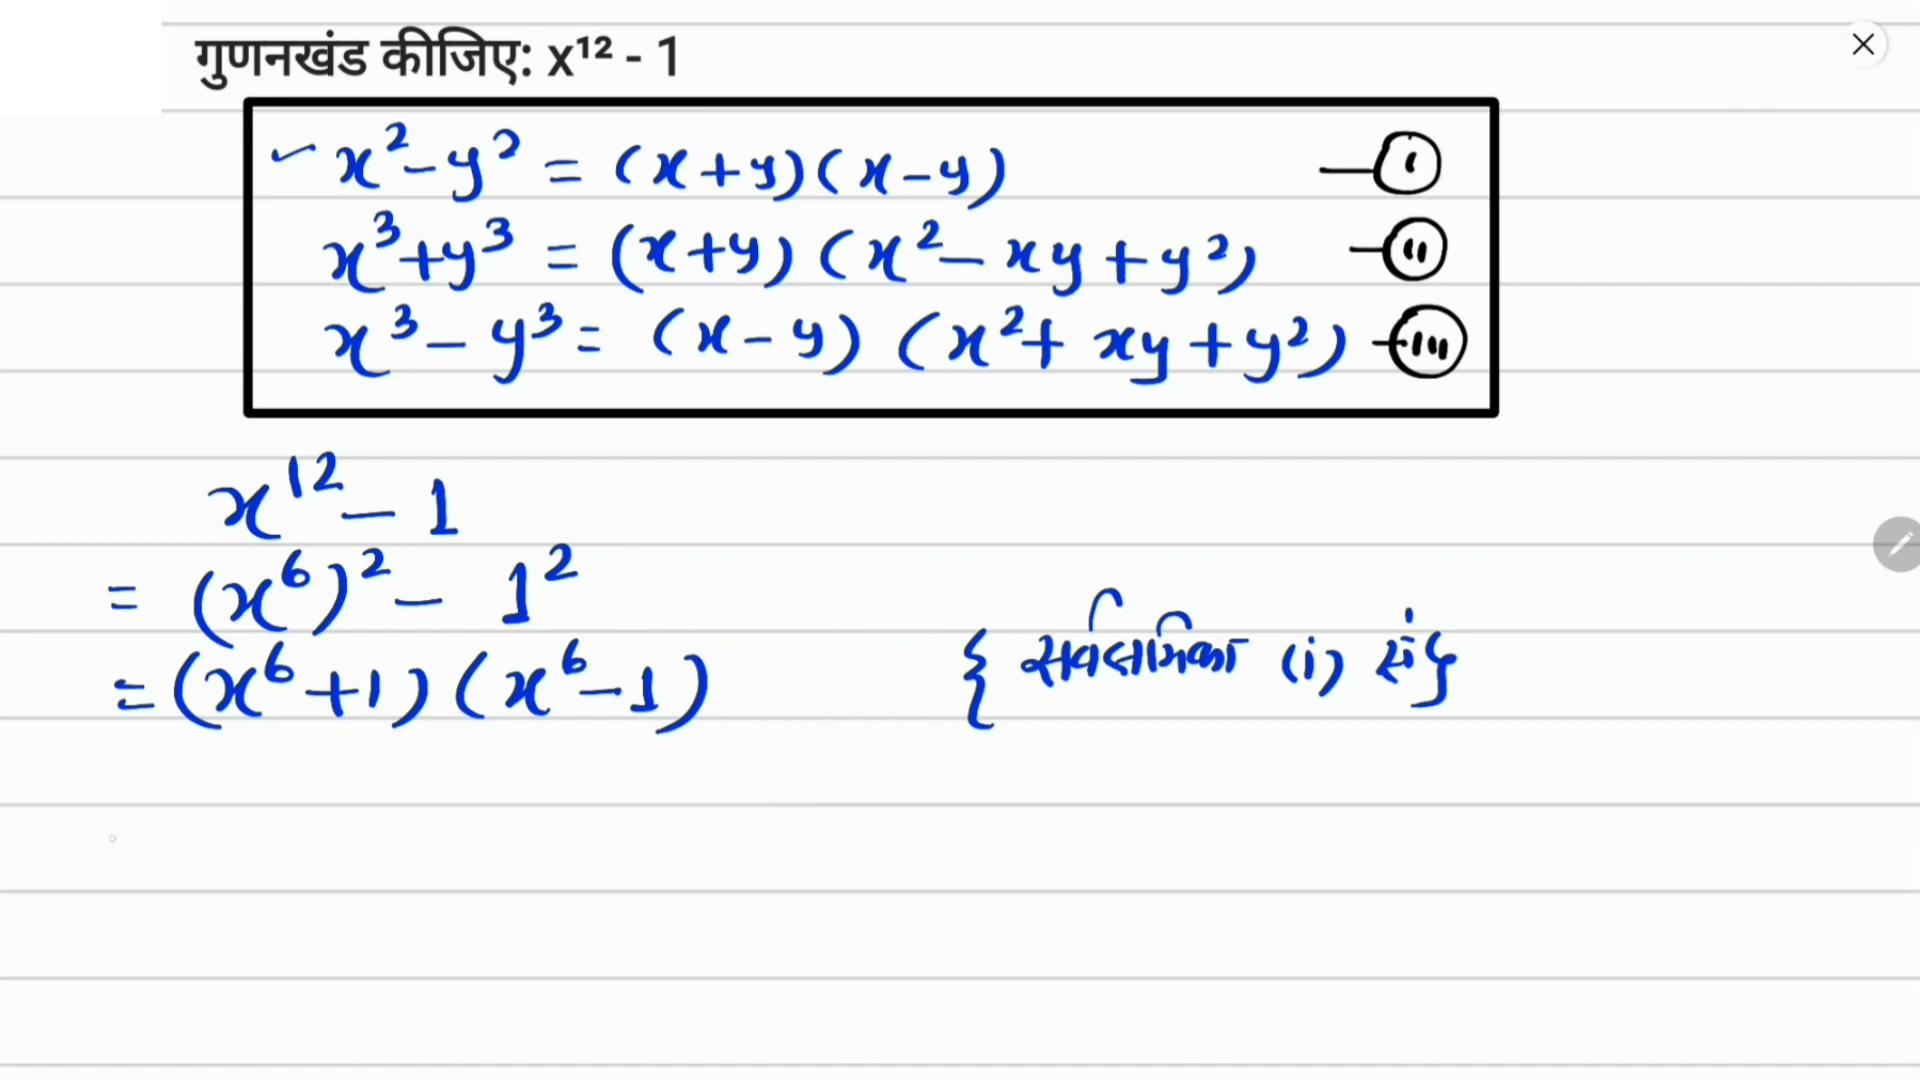 गुणनखंड कीजिए: x¹² - 1
✓ x² - y² = (x+y)(x-y) —(i)
x³+y³ = (x+y)(x² - xy + y²) —(ii)
x³ - y³ = (x-y)(x² + xy + y²) —(iii)
x¹² - 1
= (x⁶)² - 1²
= (x⁶+1)(x⁶-1) {सर्वसमिका (i) से}